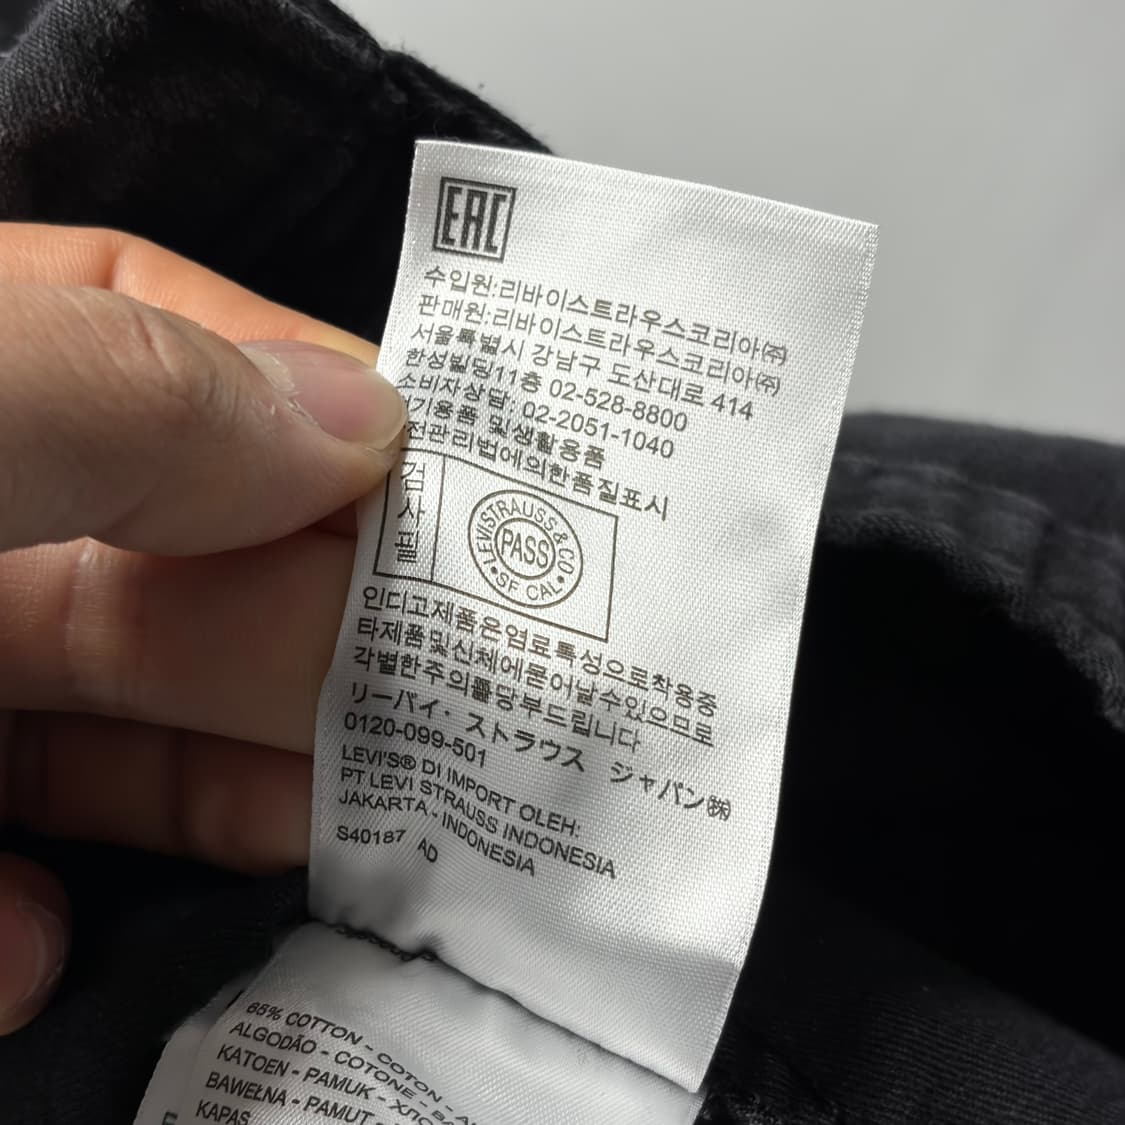 EAC
수입원:리바이스트라우스코리아㈜
판매원:리바이스트라우스코리아㈜
서울특별시 강남구 도산대로 414
한성빌딩11층 02-528-8800
소비자상담: 02-2051-1040
기용품 및생활용품
전관리법에의한품질표시
검사필
LEVI STRAUSS & CO
PASS
• SF CAL •
인디고제품은염료특성으로착용중
타제품및신체에묻어날수있으므로
각별한주의를당부드립니다
リーバイ・ストラウス ジャパン㈱
0120-099-501
LEVI'S® DI IMPORT OLEH:
PT LEVI STRAUSS INDONESIA
JAKARTA - INDONESIA
S40187 AD
65% COTTON - COTON -
ALGODÃO - COTONE -
KATOEN - PAMUK -
BAWEŁNA - PAMUT -
KAPAS